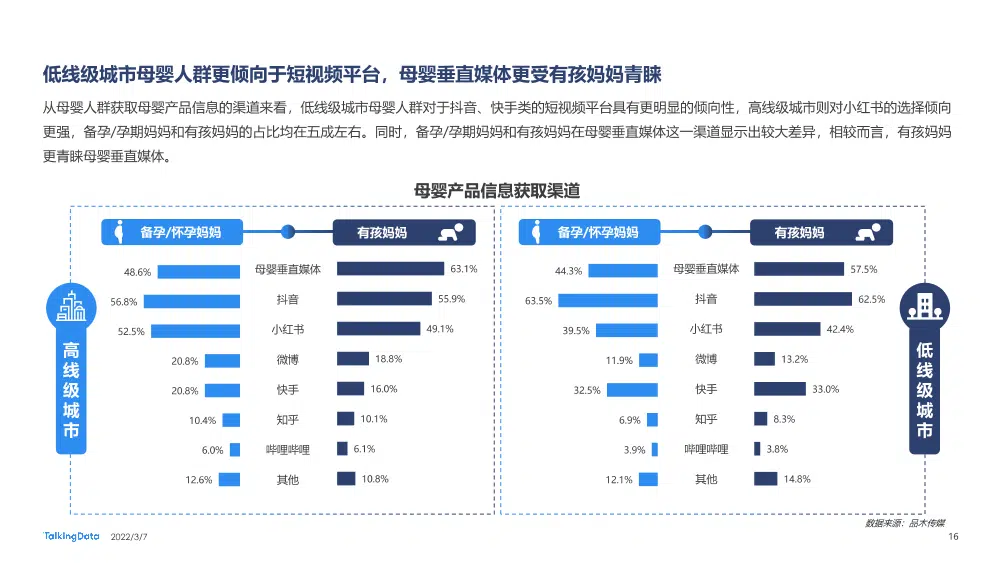 低线级城市母婴人群更倾向于短视频平台，母婴垂直媒体更受有孩妈妈青睐
从母婴人群获取母婴产品信息的渠道来看，低线级城市母婴人群对于抖音、快手类的短视频平台具有更明显的倾向性，高线级城市则对小红书的选择倾向
更强，备孕/孕期妈妈和有孩妈妈的占比均在五成左右。同时，备孕/孕期妈妈和有孩妈妈在母婴垂直媒体这一渠道显示出较大差异，相较而言，有孩妈妈
更青睐母婴垂直媒体。
母婴产品信息获取渠道
高线级城市
备孕/怀孕妈妈 有孩妈妈
48.6% 母婴垂直媒体 63.1%
56.8% 抖音 55.9%
52.5% 小红书 49.1%
20.8% 微博 18.8%
20.8% 快手 16.0%
10.4% 知乎 10.1%
6.0% 哔哩哔哩 6.1%
12.6% 其他 10.8%
备孕/怀孕妈妈 有孩妈妈
44.3% 母婴垂直媒体 57.5%
63.5% 抖音 62.5%
39.5% 小红书 42.4%
11.9% 微博 13.2%
32.5% 快手 33.0%
6.9% 知乎 8.3%
3.9% 哔哩哔哩 3.8%
12.1% 其他 14.8%
低线级城市
数据来源：品木传媒
TalkingData 2022/3/7
16